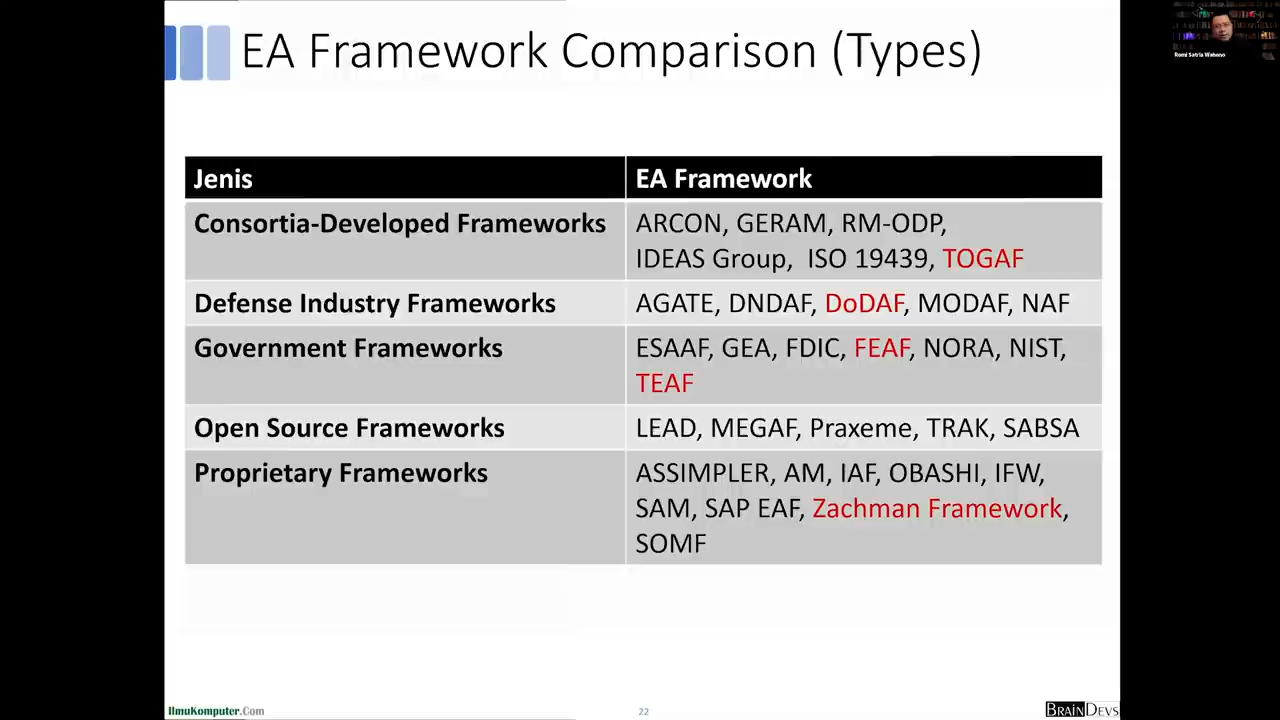 EA Framework Comparison (Types)
Romi Satria Wahono
Jenis
EA Framework
Consortia-Developed Frameworks
ARCON, GERAM, RM-ODP,
IDEAS Group, ISO 19439, TOGAF
Defense Industry Frameworks
AGATE, DNDAF, DoDAF, MODAF, NAF
Government Frameworks
ESAAF, GEA, FDIC, FEAF, NORA, NIST,
TEAF
Open Source Frameworks
LEAD, MEGAF, Praxeme, TRAK, SABSA
Proprietary Frameworks
ASSIMPLER, AM, IAF, OBASHI, IFW,
SAM, SAP EAF, Zachman Framework,
SOMF
IlmuKomputer.Com
22
BRAINDEVS